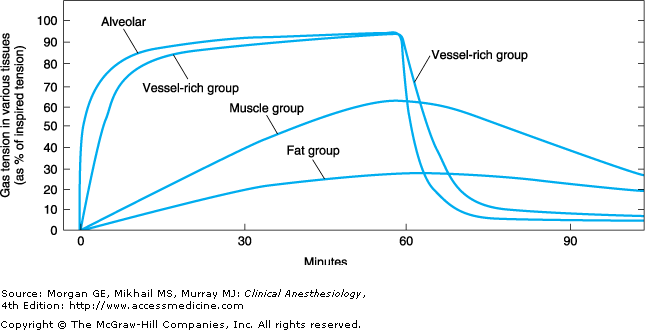 Gas tension in various tissues
(as % of inspired tension)
100
90
80
70
60
50
40
30
20
10
0
Alveolar
Vessel-rich group
Muscle group
Fat group
Vessel-rich group
0
30
60
90
Minutes
Source: Morgan GE, Mikhail MS, Murray MJ: Clinical Anesthesiology,
4th Edition: http://www.accessmedicine.com
Copyright © The McGraw-Hill Companies, Inc. All rights reserved.